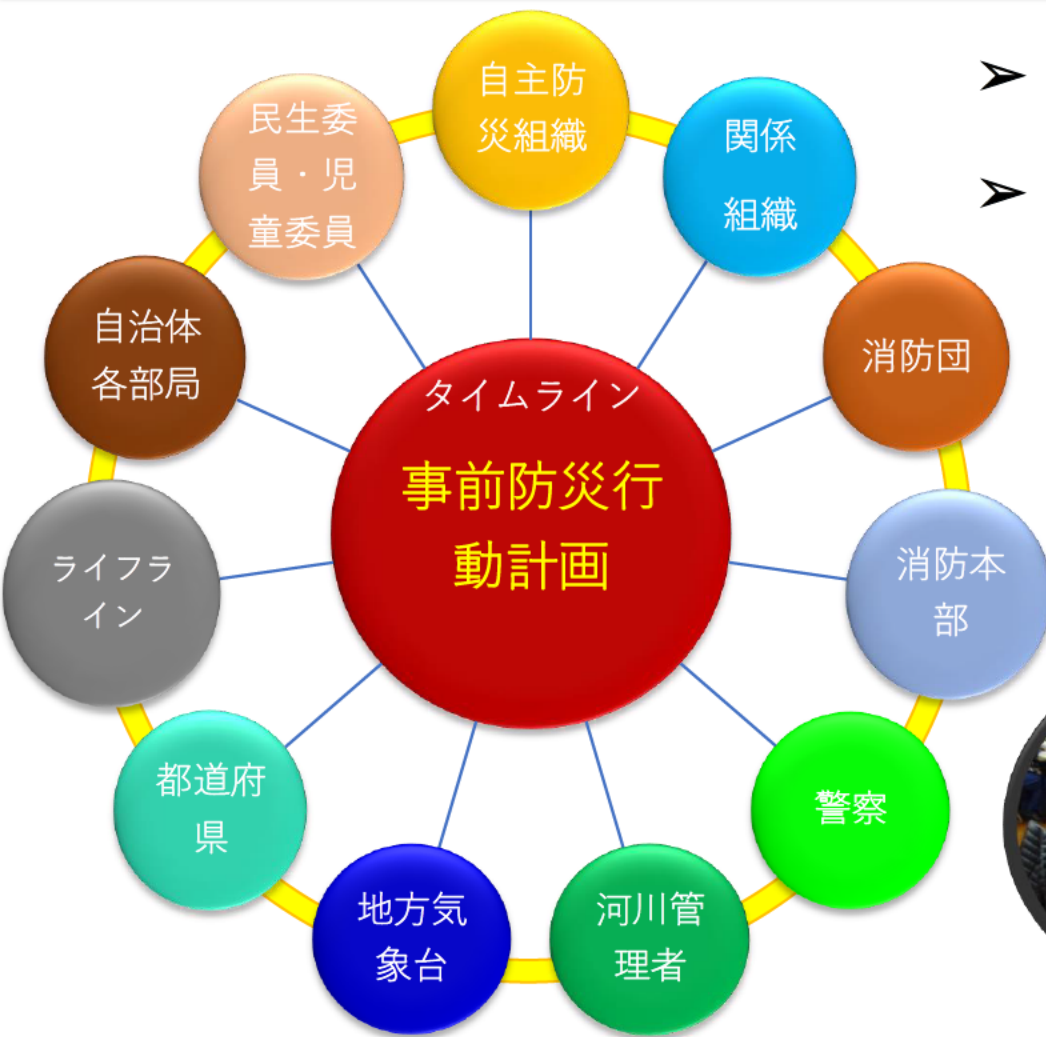 自主防
災組織
関係
組織
消防団
消防本
部
警察
河川管
理者
地方気
象台
都道府
県
ライフラ
イン
自治体
各部局
民生委
員・児
童委員
タイムライン
事前防災行
動計画